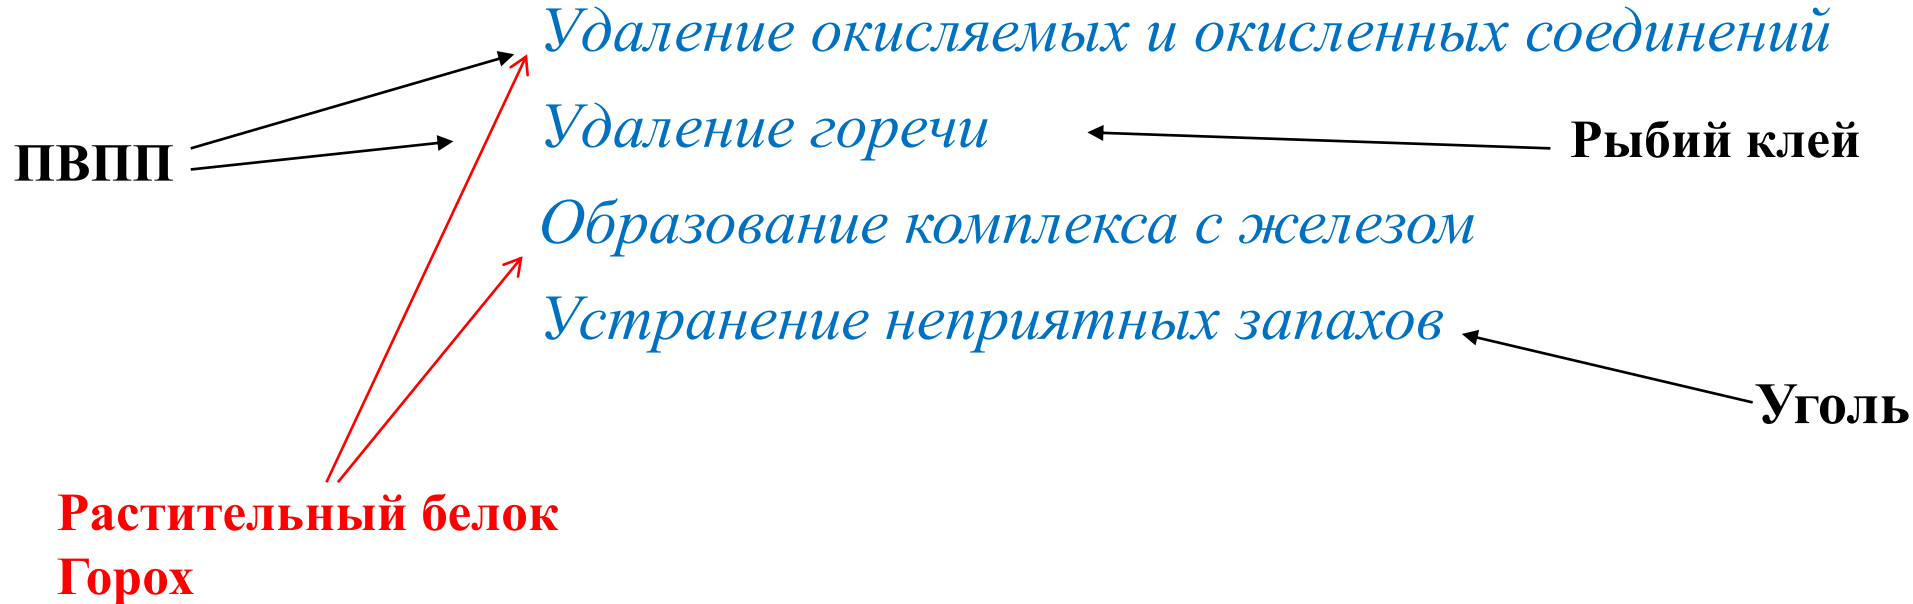 Удаление окисляемых и окисленных соединений
Удаление горечи
Рыбий клей
ПВПП
Образование комплекса с железом
Устранение неприятных запахов
Уголь
Растительный белок
Горох